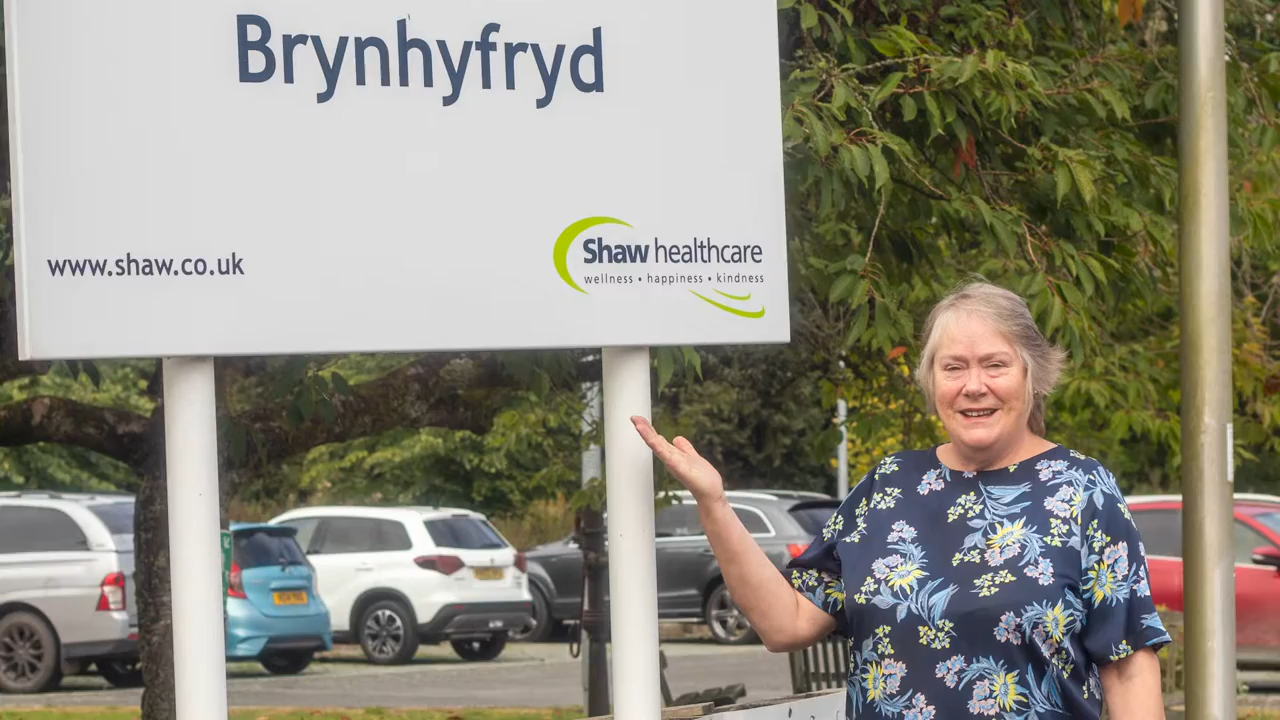 Brynhyfryd
www.shaw.co.uk
Shaw healthcare
wellness • happiness • kindness